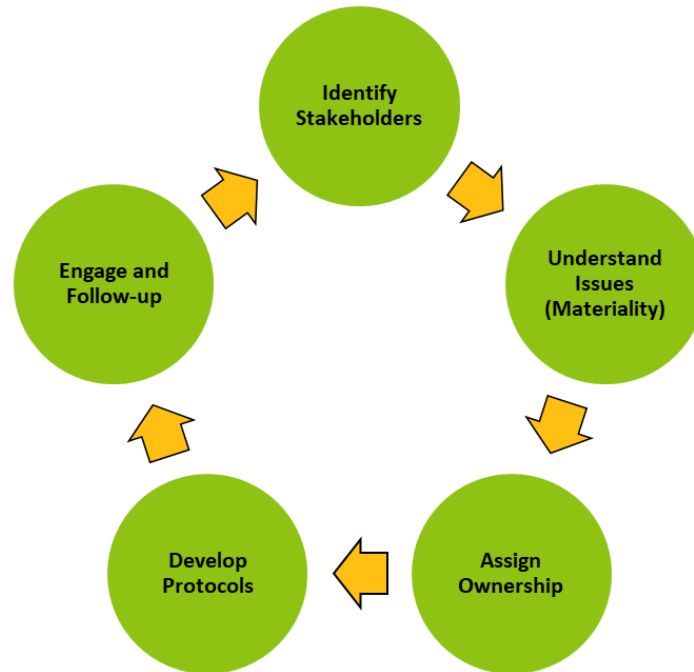 Identify
Stakeholders
Understand
Issues
(Materiality)
Assign
Ownership
Develop
Protocols
Engage and
Follow-up